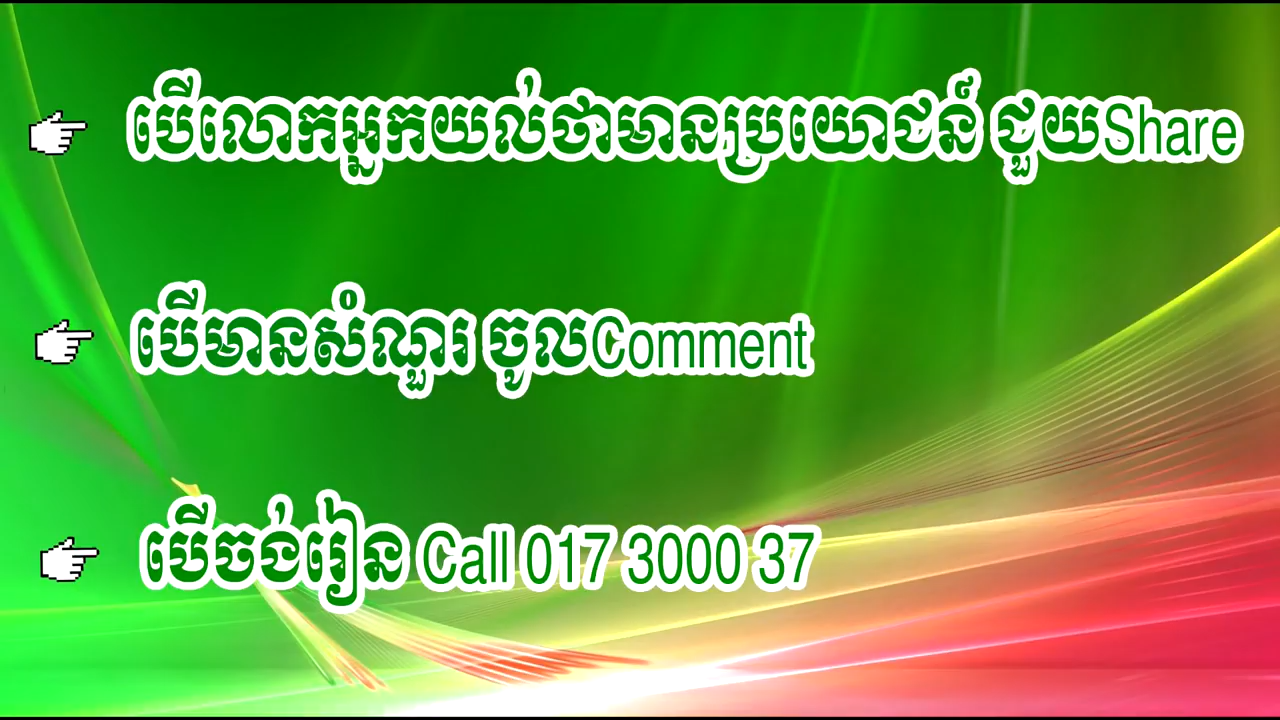 បើលោកអ្នកយល់ថាមានប្រយោជន៍ ជួយShare
បើមានសំណួរ ចូលComment
បើចង់រៀន Call 017 3000 37